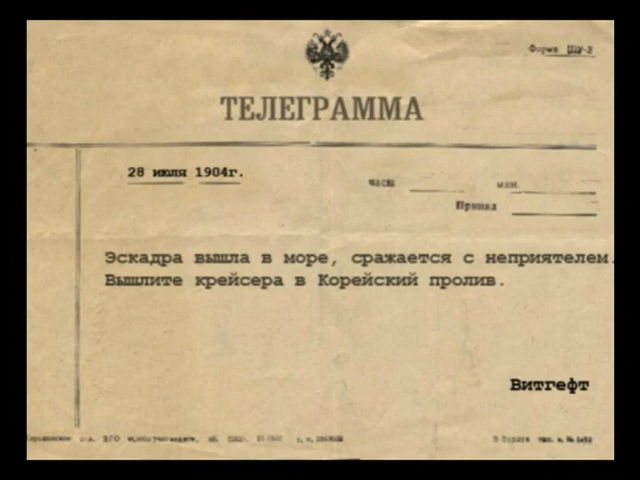 Форма
ТЕЛЕГРАММА
28 июля 1904г.
часы мин.
Принял
Эскадра вышла в море, сражается с неприятелем.
Вышлите крейсера в Корейский пролив.
Витгефт